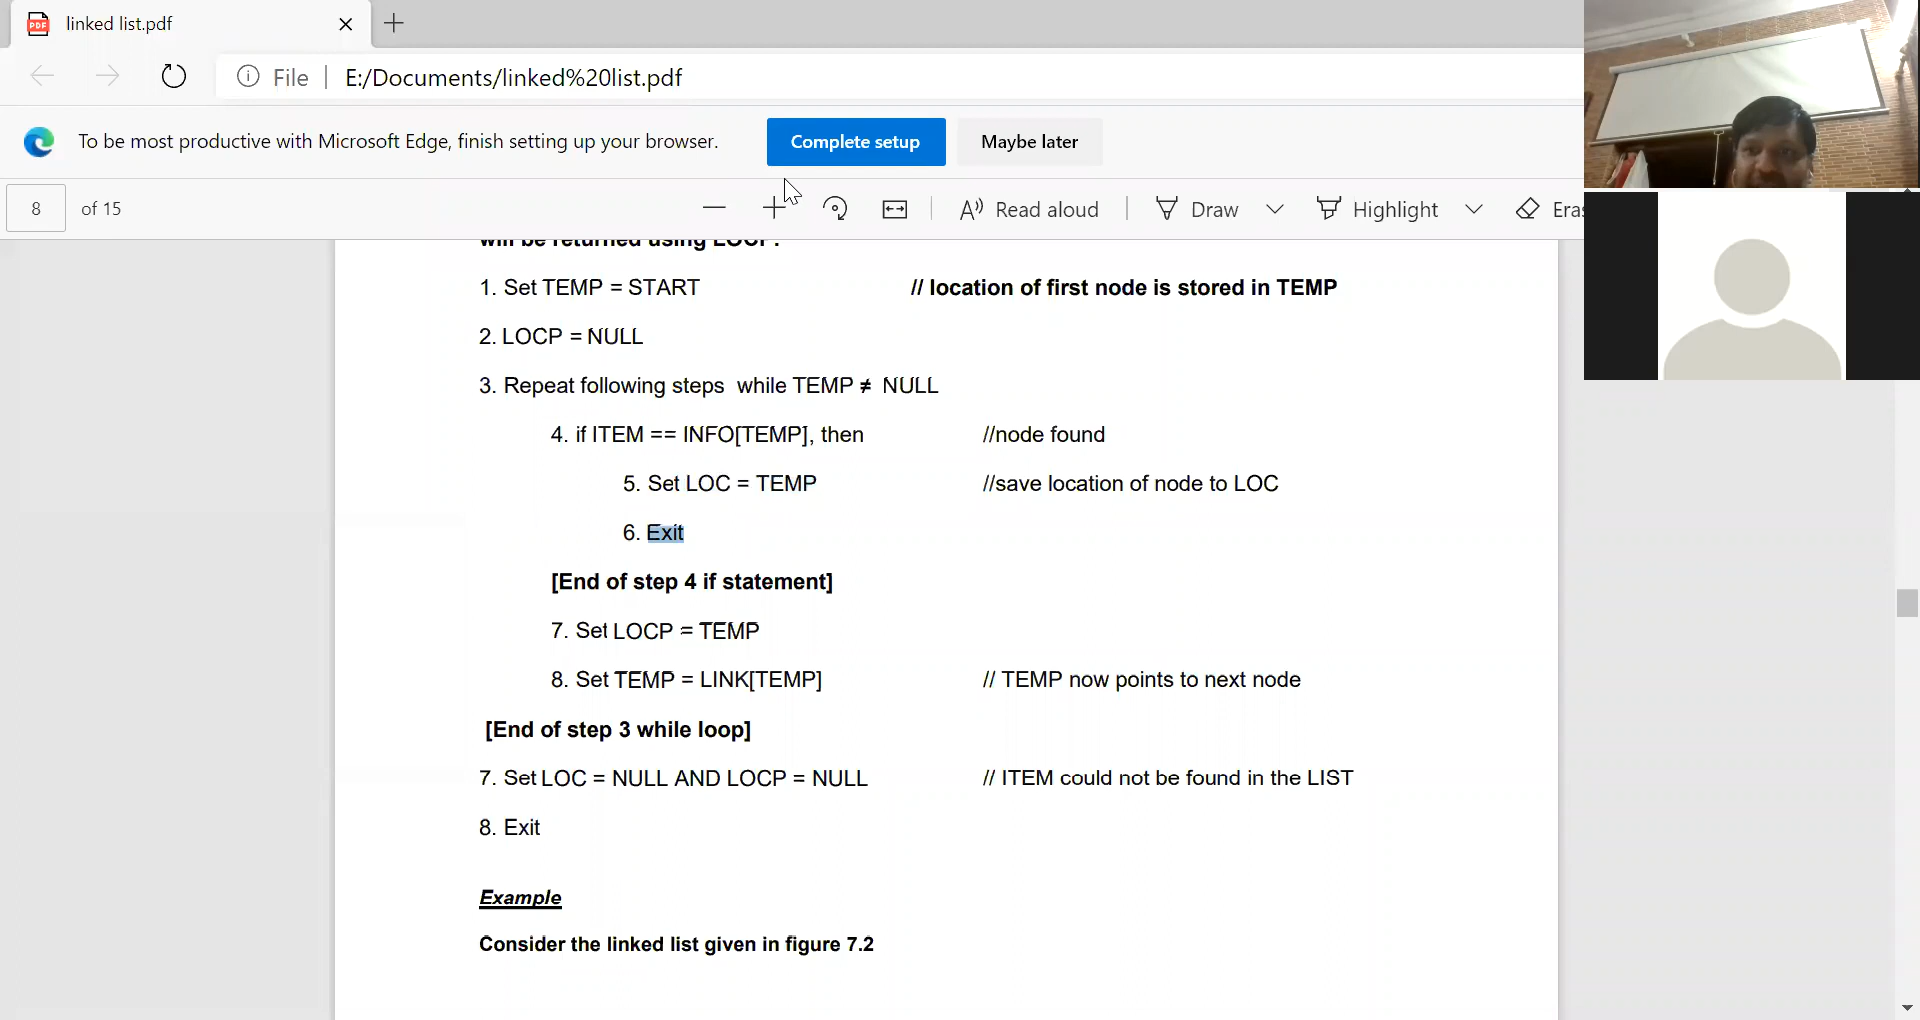 linked list.pdf
File | E:/Documents/linked%20list.pdf
To be most productive with Microsoft Edge, finish setting up your browser. Complete setup Maybe later
8 of 15 Read aloud Draw Highlight Eras
will be returned using LOCP.
1. Set TEMP = START // location of first node is stored in TEMP
2. LOCP = NULL
3. Repeat following steps while TEMP ≠ NULL
4. if ITEM == INFO[TEMP], then //node found
5. Set LOC = TEMP //save location of node to LOC
6. Exit
[End of step 4 if statement]
7. Set LOCP = TEMP
8. Set TEMP = LINK[TEMP] // TEMP now points to next node
[End of step 3 while loop]
7. Set LOC = NULL AND LOCP = NULL // ITEM could not be found in the LIST
8. Exit
Example
Consider the linked list given in figure 7.2